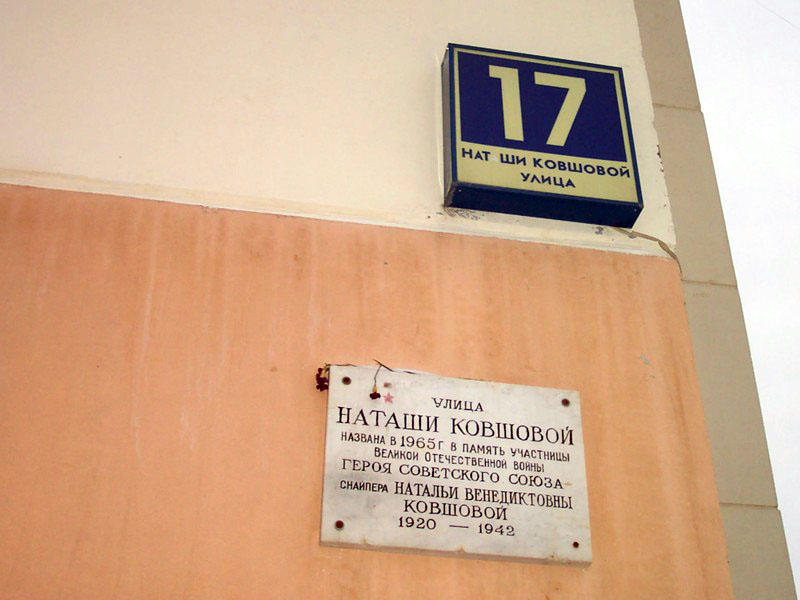 17
НАТ ШИ КОВШОВОЙ
УЛИЦА
УЛИЦА
НАТАШИ КОВШОВОЙ
НАЗВАНА В 1965 Г В ПАМЯТЬ УЧАСТНИЦЫ
ВЕЛИКОЙ ОТЕЧЕСТВЕННОЙ ВОЙНЫ
ГЕРОЯ СОВЕТСКОГО СОЮЗА
СНАЙПЕРА НАТАЛЬИ ВЕНЕДИКТОВНЫ
КОВШОВОЙ
1920 — 1942